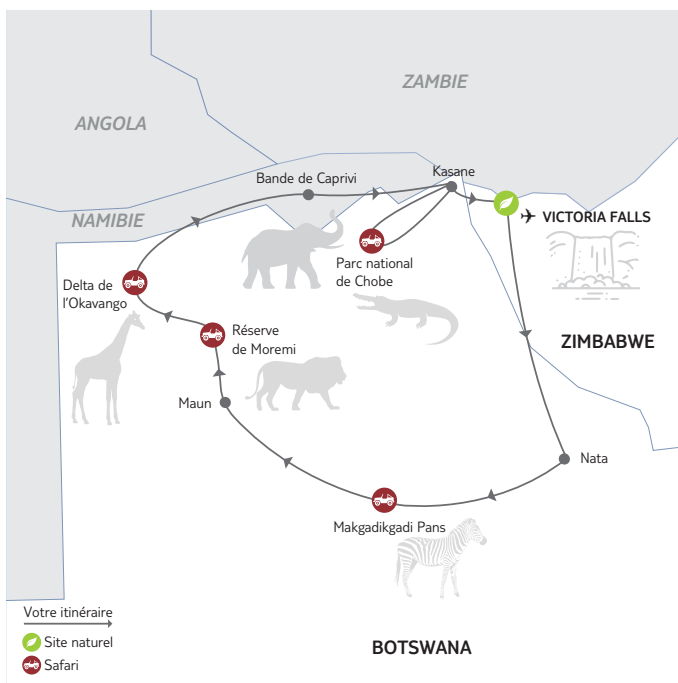 ZAMBIE
ANGOLA
Bande de Caprivi
Kasane
NAMIBIE
VICTORIA FALLS
Parc national
de Chobe
Delta de
l'Okavango
Réserve
de Moremi
ZIMBABWE
Maun
Nata
Makgadikgadi Pans
Votre itinéraire
Site naturel
Safari
BOTSWANA